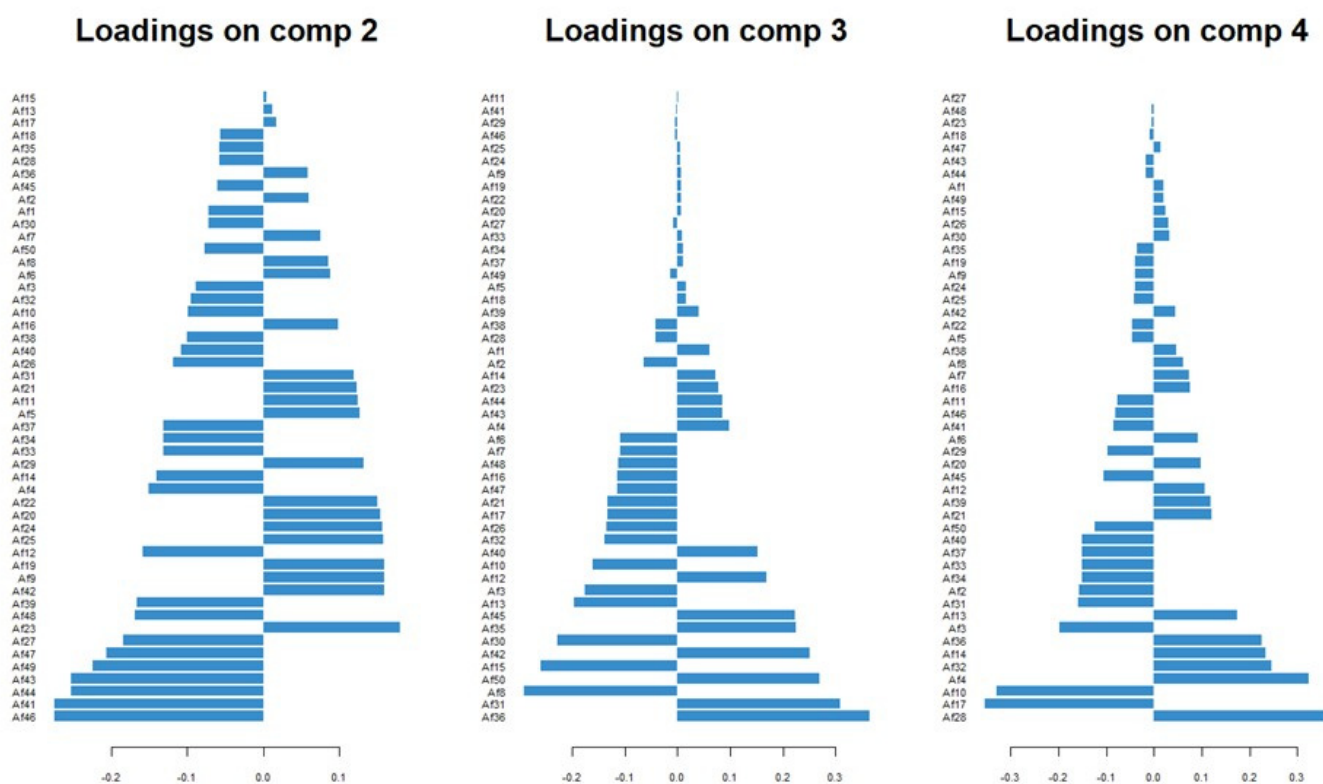 Loadings on comp 2
Af15
Af13
Af17
Af18
Af35
Af28
Af36
Af45
Af2
Af1
Af30
Af7
Af50
Af8
Af6
Af3
Af32
Af10
Af16
Af38
Af40
Af26
Af31
Af21
Af11
Af5
Af37
Af34
Af33
Af29
Af14
Af4
Af22
Af20
Af24
Af25
Af12
Af19
Af9
Af42
Af39
Af48
Af23
Af27
Af47
Af49
Af43
Af44
Af41
Af46
-0.2 -0.1 0.0 0.1
Loadings on comp 3
Af11
Af41
Af29
Af46
Af25
Af24
Af9
Af19
Af22
Af20
Af27
Af33
Af34
Af37
Af49
Af5
Af18
Af39
Af38
Af28
Af1
Af2
Af14
Af23
Af44
Af43
Af4
Af6
Af7
Af48
Af16
Af47
Af21
Af17
Af26
Af32
Af40
Af10
Af12
Af3
Af13
Af45
Af35
Af30
Af42
Af15
Af50
Af8
Af31
Af36
-0.2 -0.1 0.0 0.1 0.2 0.3
Loadings on comp 4
Af27
Af48
Af23
Af18
Af47
Af43
Af44
Af1
Af49
Af15
Af26
Af30
Af35
Af19
Af9
Af24
Af25
Af42
Af22
Af5
Af38
Af8
Af7
Af16
Af11
Af46
Af41
Af6
Af29
Af20
Af45
Af12
Af39
Af21
Af50
Af40
Af37
Af33
Af34
Af2
Af31
Af13
Af3
Af36
Af14
Af32
Af4
Af10
Af17
Af28
-0.3 -0.2 -0.1 0.0 0.1 0.2 0.3